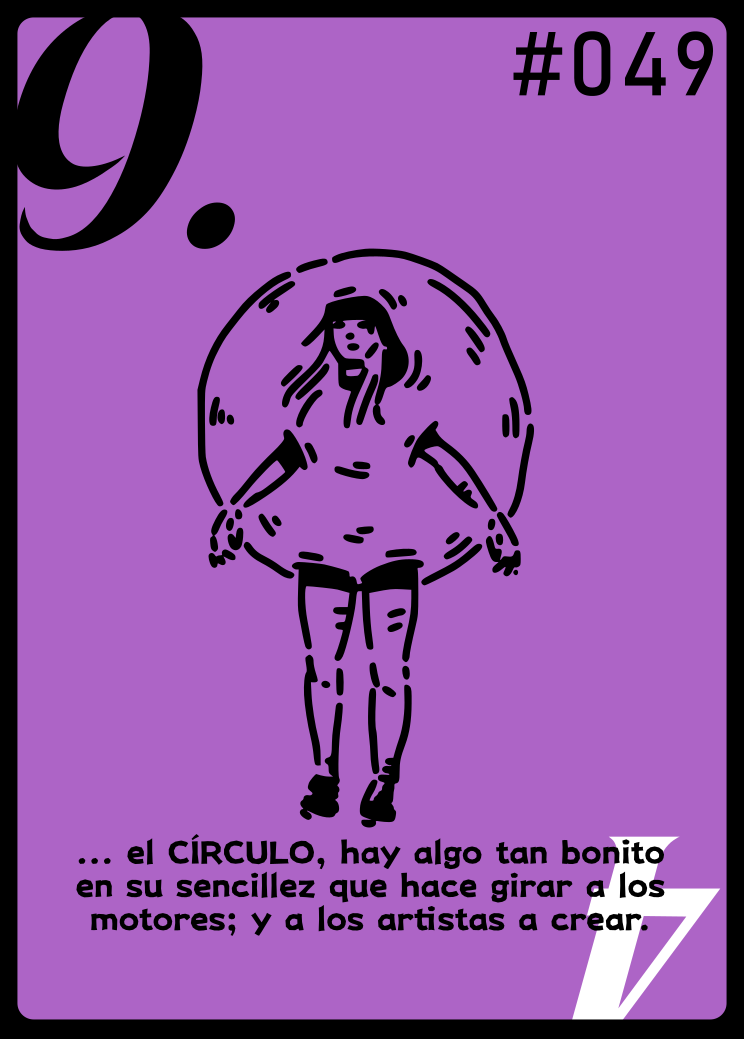 9.
#049
... el CÍRCULO, hay algo tan bonito
en su sencillez que hace girar a los
motores; y a los artistas a crear.
4